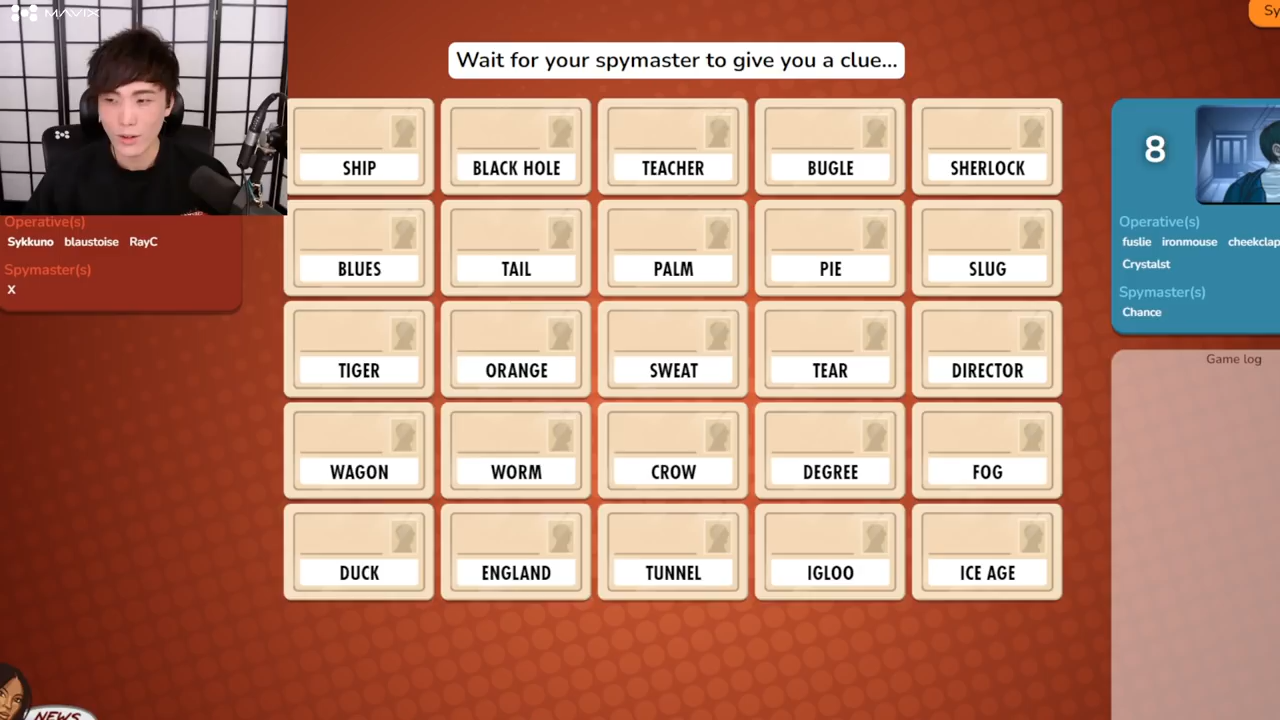 MAVIX
Sy
Wait for your spymaster to give you a clue...
SHIP
BLACK HOLE
TEACHER
BUGLE
SHERLOCK
8
Operative(s)
Sykkuno blaustoise RayC
Spymaster(s)
X
Operative(s)
fuslie ironmouse cheekclap
Crystalst
Spymaster(s)
Chance
BLUES
TAIL
PALM
PIE
SLUG
TIGER
ORANGE
SWEAT
TEAR
DIRECTOR
Game log
WAGON
WORM
CROW
DEGREE
FOG
DUCK
ENGLAND
TUNNEL
IGLOO
ICE AGE
NEWS